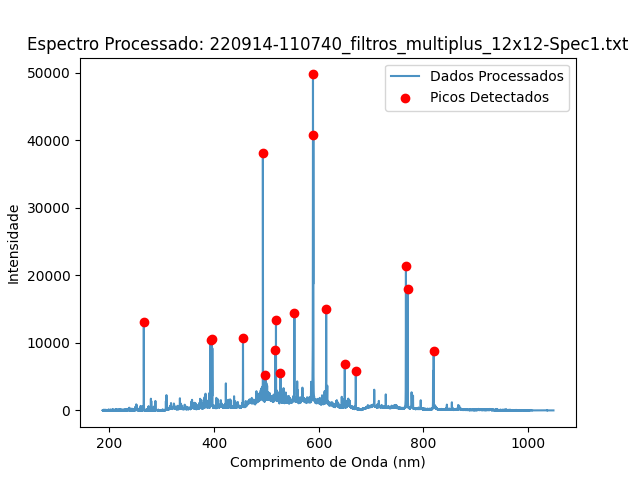 Espectro Processado: 220914-110740_filtros_multiplus_12x12-Spec1.txt
Dados Processados
Picos Detectados
50000
40000
30000
20000
10000
0
Intensidade
200
400
600
800
1000
Comprimento de Onda (nm)